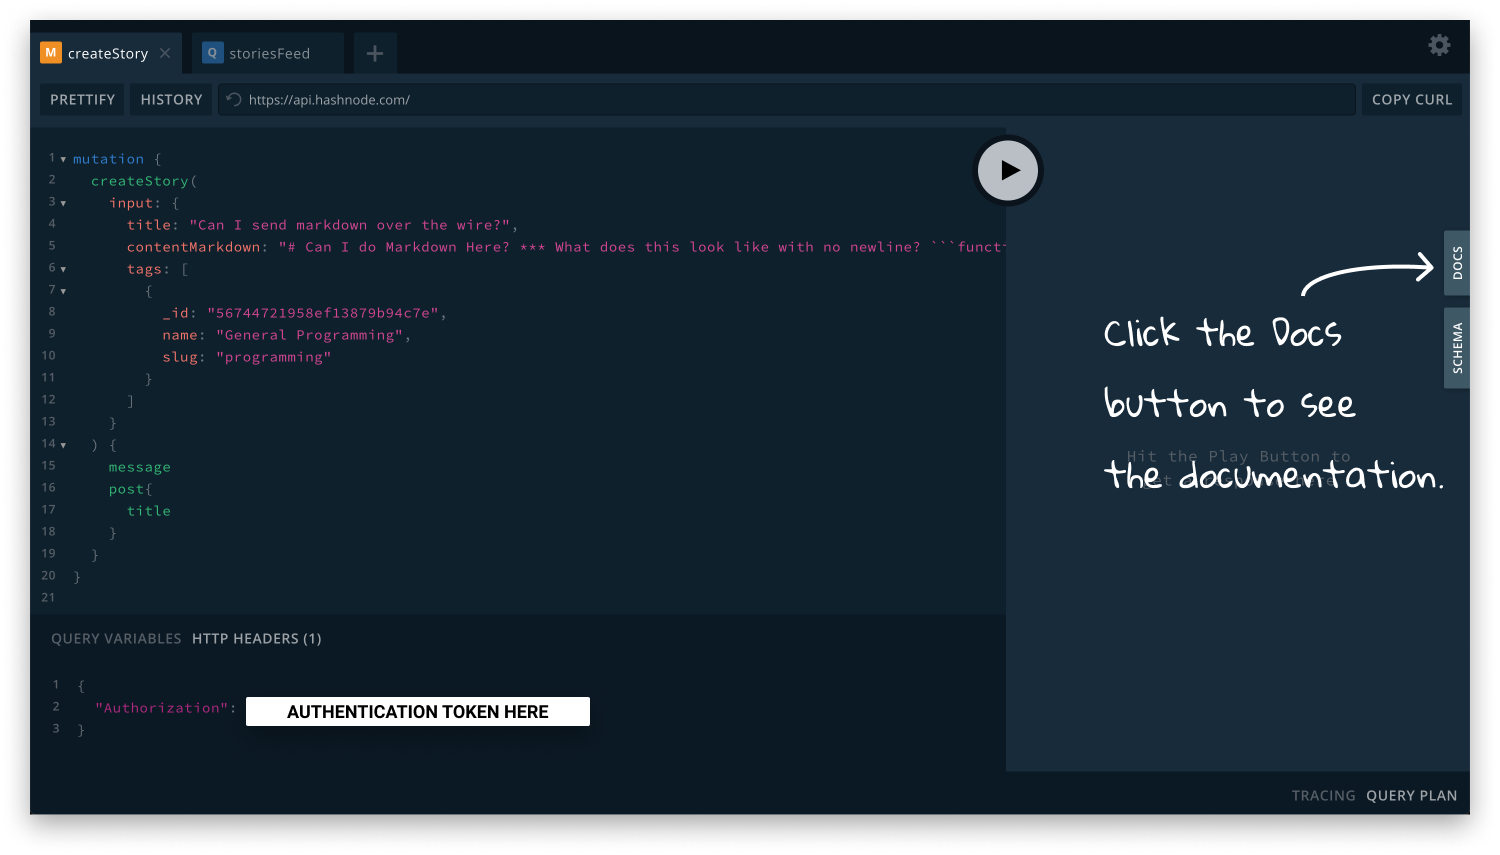 M createStory ×
Q storiesFeed
+
PRETTIFY HISTORY https://api.hashnode.com/ COPY CURL
1 mutation {
2 createStory(
3 input: {
4 title: "Can I send markdown over the wire?",
5 contentMarkdown: "# Can I do Markdown Here? *** What does this look like with no newline? ```functi
6 tags: [
7 {
8 _id: "56744721958ef13879b94c7e",
9 name: "General Programming",
10 slug: "programming"
11 }
12 ]
13 }
14 ) {
15 message
16 post{
17 title
18 }
19 }
20 }
21
QUERY VARIABLES HTTP HEADERS (1)
1 {
2 "Authorization": AUTHENTICATION TOKEN HERE
3 }
DOCS
SCHEMA
Click the Docs
button to see
the documentation.
Hit the Play Button to
TRACING QUERY PLAN